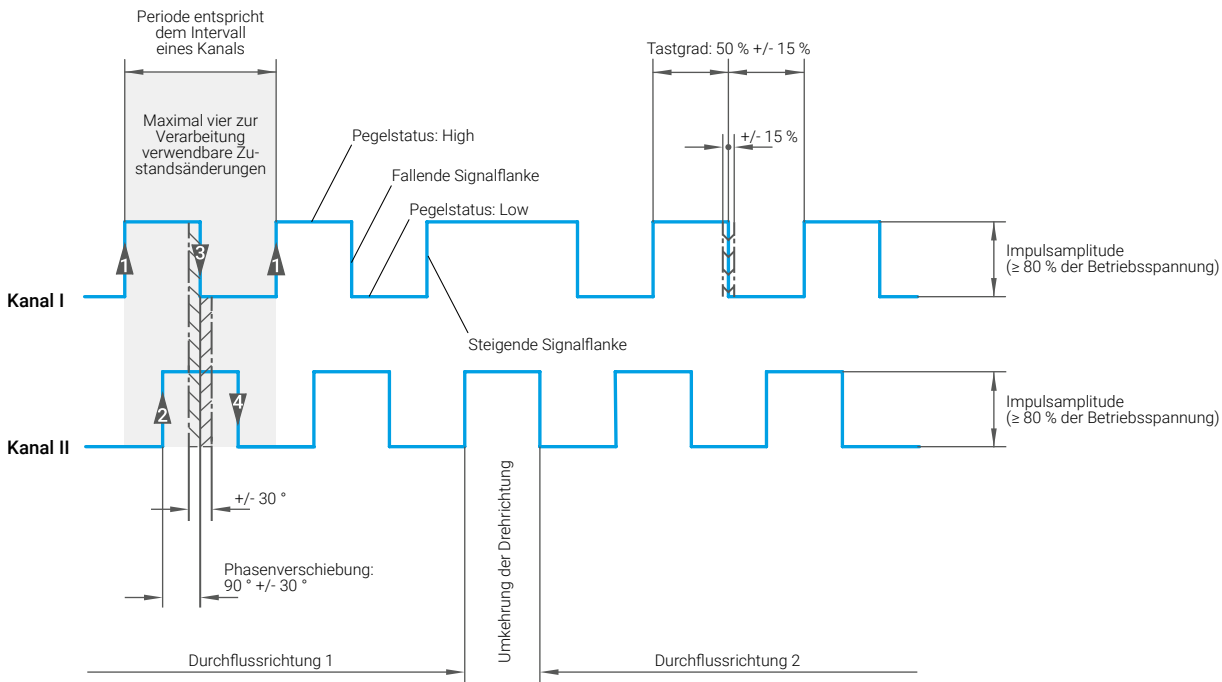 Periode entspricht
dem Intervall
eines Kanals
Tastgrad: 50 % +/- 15 %
Maximal vier zur
Verarbeitung
verwendbare Zu-
standsänderungen
+/- 15 %
Pegelstatus: High
Fallende Signalflanke
Pegelstatus: Low
1
3
1
Impulsamplitude
(≥ 80 % der Betriebsspannung)
Kanal I
Steigende Signalflanke
2
4
Impulsamplitude
(≥ 80 % der Betriebsspannung)
Kanal II
+/- 30 °
Phasenverschiebung:
90 ° +/- 30 °
Umkehrung der Drehrichtung
Durchflussrichtung 1
Durchflussrichtung 2